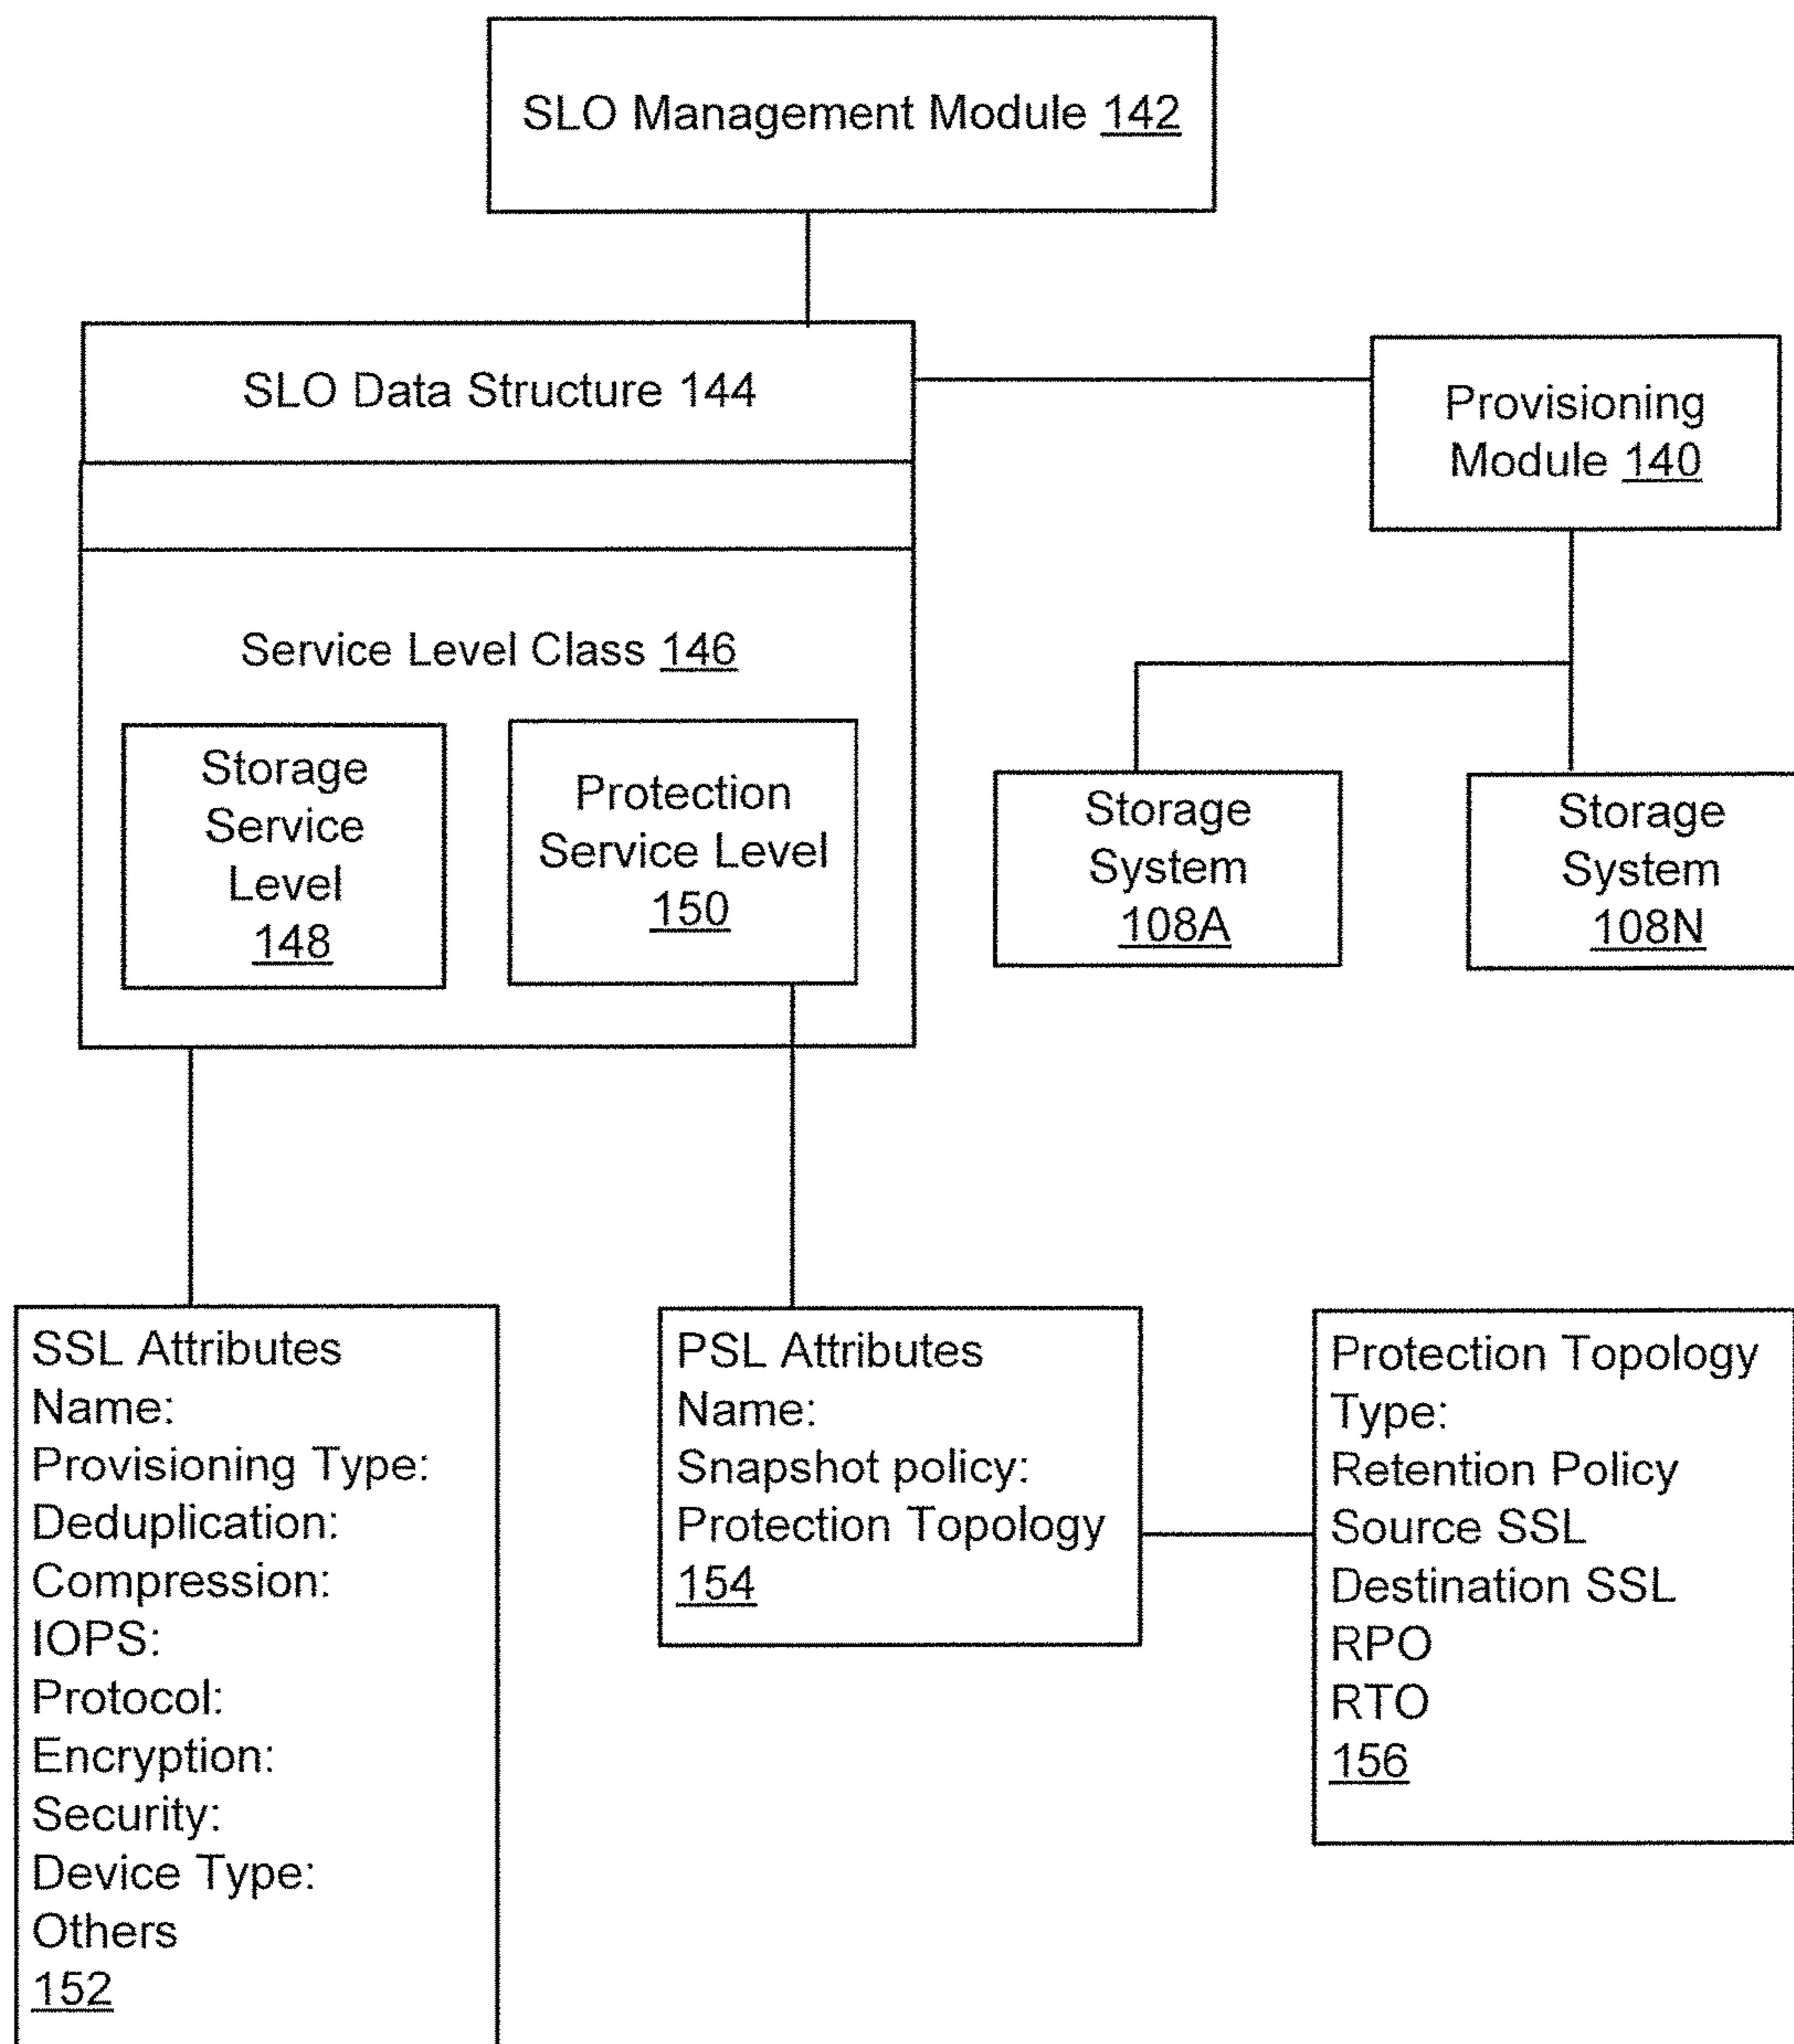 SLO Management Module 142
SLO Data Structure 144
Provisioning
Module 140
Service Level Class 146
Storage
Service
Level
148
Protection
Service Level
150
Storage
System
108A
Storage
System
108N
SSL Attributes
Name:
Provisioning Type:
Deduplication:
Compression:
IOPS:
Protocol:
Encryption:
Security:
Device Type:
Others
152
PSL Attributes
Name:
Snapshot policy:
Protection Topology
154
Protection Topology
Type:
Retention Policy
Source SSL
Destination SSL
RPO
RTO
156